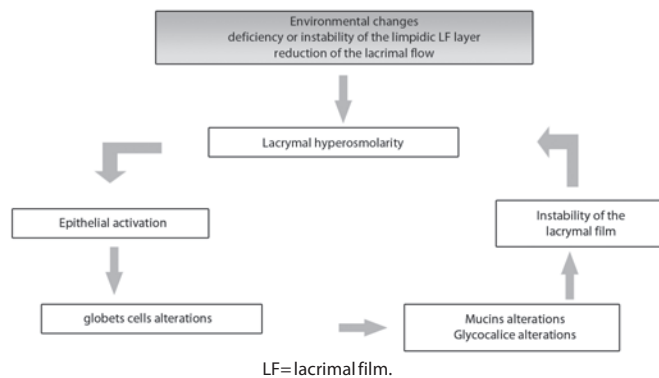 Environmental changes
deficiency or instability of the limpidic LF layer
reduction of the lacrimal flow
Lacrymal hyperosmolarity
Epithelial activation
Instability of the
lacrymal film
globets cells alterations
Mucins alterations
Glycocalice alterations
LF=lacrimal film.